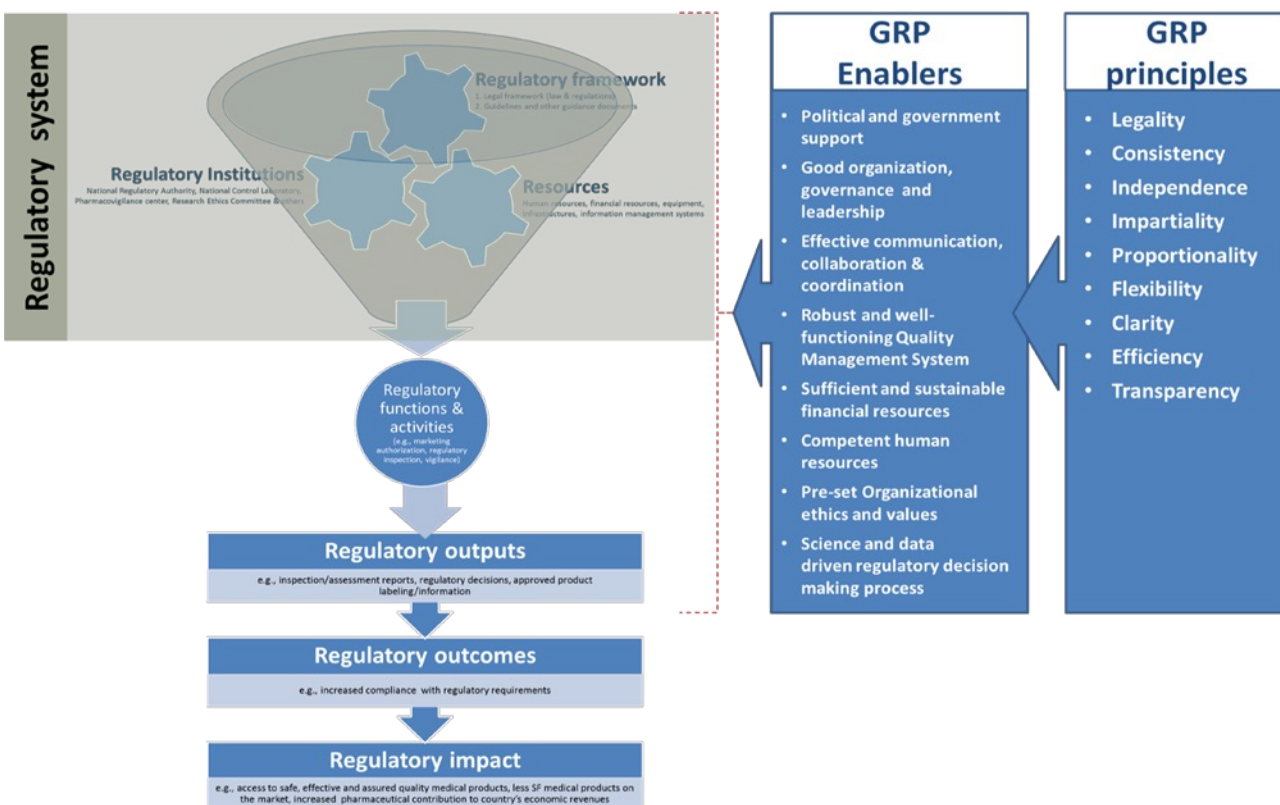 Regulatory system
Regulatory framework
1. Legal framework (law & regulations)
2. Guidelines and other guidance documents
Regulatory Institutions
National Regulatory Authority, National Control Laboratory,
Pharmacovigilance center, Research Ethics Committee & others
Resources
Human resources, financial resources, equipment,
infrastructures, information management systems
Regulatory
functions &
activities
(e.g., marketing
authorization, regulatory
inspection, vigilance)
Regulatory outputs
e.g., inspection/assessment reports, regulatory decisions, approved product
labeling/information
Regulatory outcomes
e.g., increased compliance with regulatory requirements
Regulatory impact
e.g., access to safe, effective and assured quality medical products, less SF medical products on
the market, increased pharmaceutical contribution to country's economic revenues
GRP
Enablers
• Political and government
support
• Good organization,
governance and
leadership
• Effective communication,
collaboration &
coordination
• Robust and well-
functioning Quality
Management System
• Sufficient and sustainable
financial resources
• Competent human
resources
• Pre-set Organizational
ethics and values
• Science and data
driven regulatory decision
making process
GRP
principles
• Legality
• Consistency
• Independence
• Impartiality
• Proportionality
• Flexibility
• Clarity
• Efficiency
• Transparency